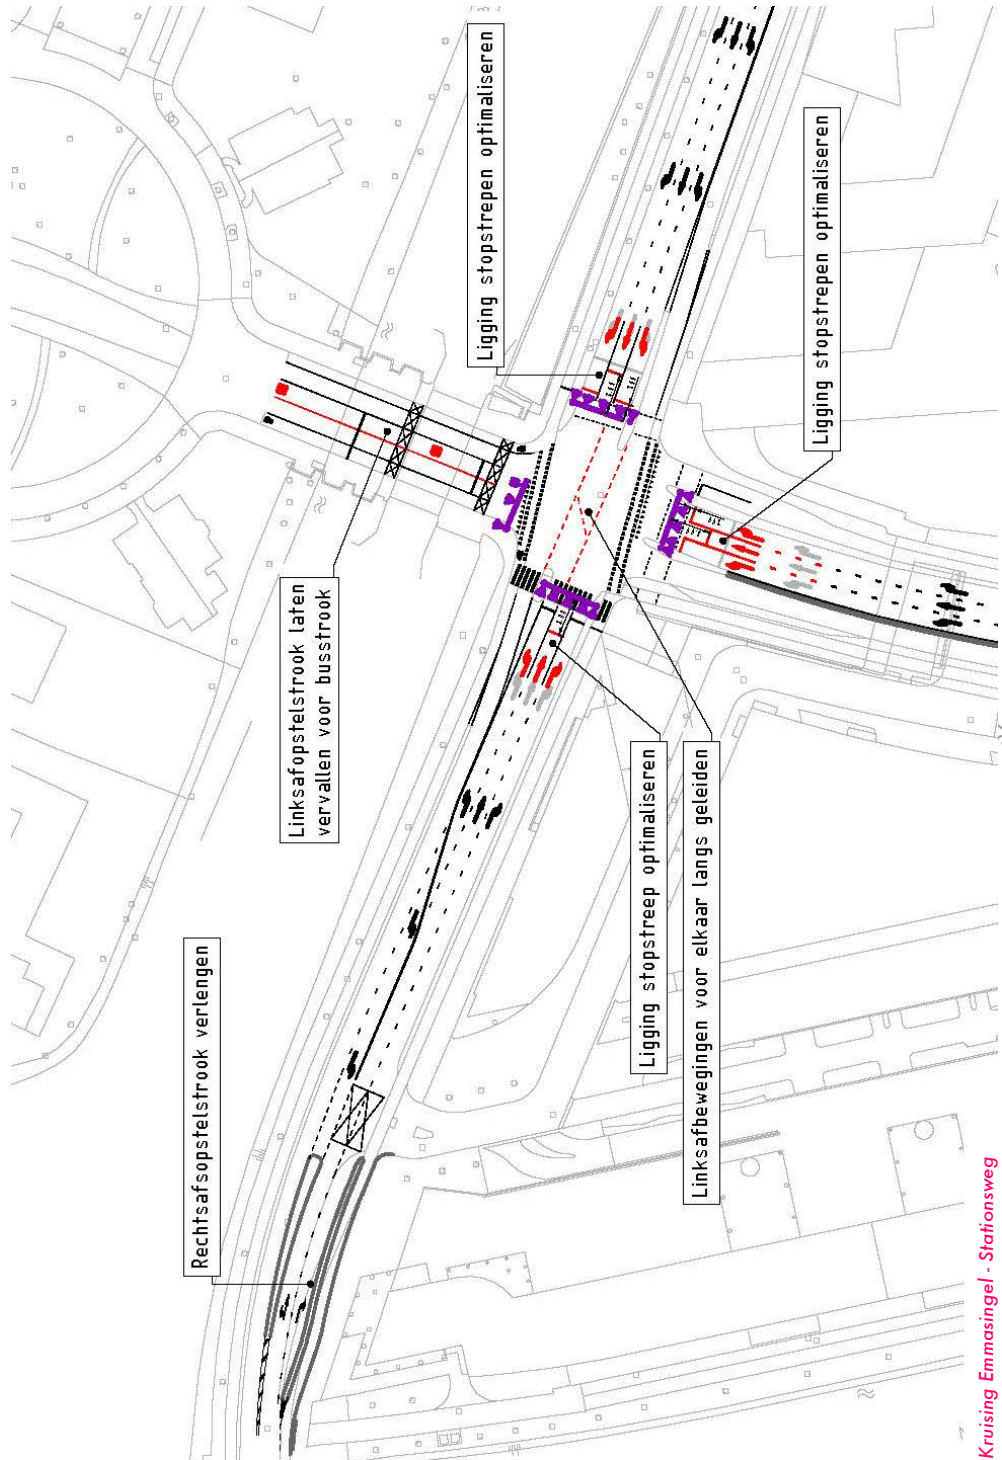 Rechtsafsopstelstrook verlengen
Linksafopstelstrook laten
vervallen voor busstrook
Ligging stopstrepen optimaliseren
Ligging stopstreep optimaliseren
Linksafbewegingen voor elkaar langs geleiden
Ligging stopstrepen optimaliseren
Kruising Emmasingel - Stationsweg